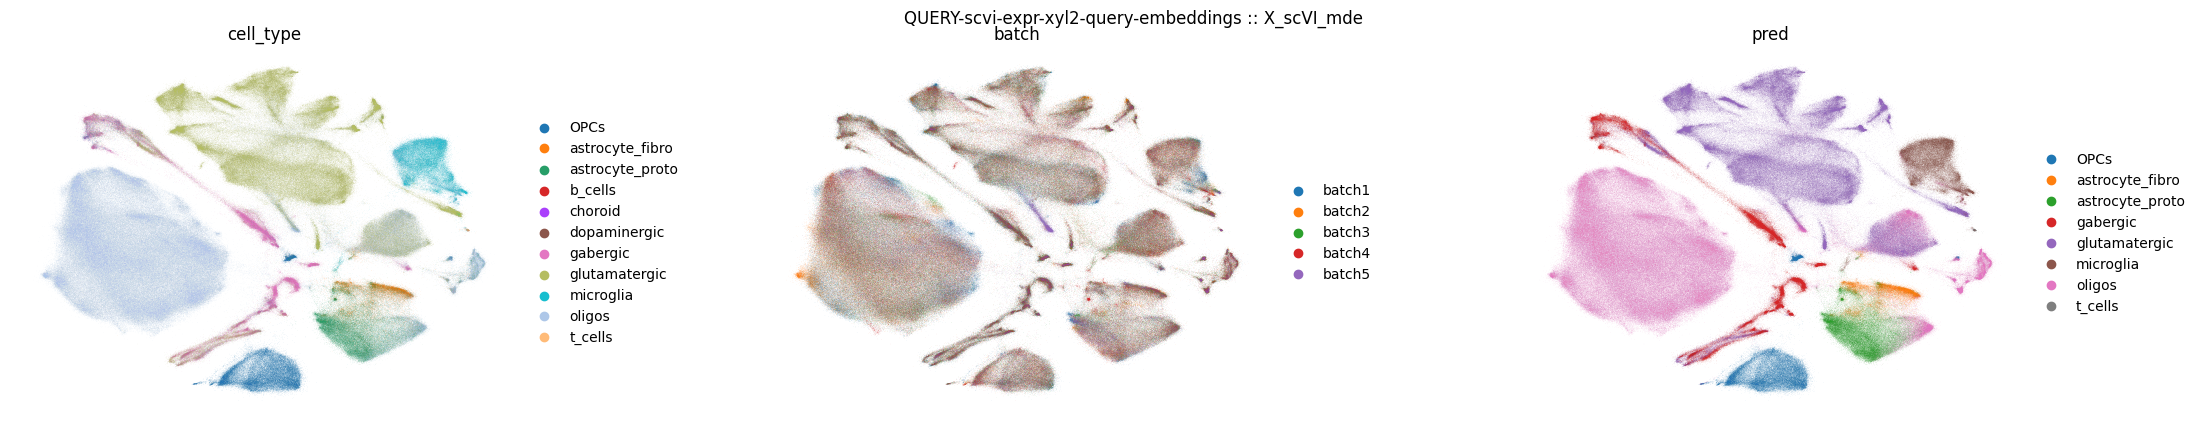 QUERY-scvi-expr-xyl2-query-embeddings :: X_scVI_mde
cell_type
OPCs
astrocyte_fibro
astrocyte_proto
b_cells
choroid
dopaminergic
gabergic
glutamatergic
microglia
oligos
t_cells
batch
batch1
batch2
batch3
batch4
batch5
pred
OPCs
astrocyte_fibro
astrocyte_proto
gabergic
glutamatergic
microglia
oligos
t_cells